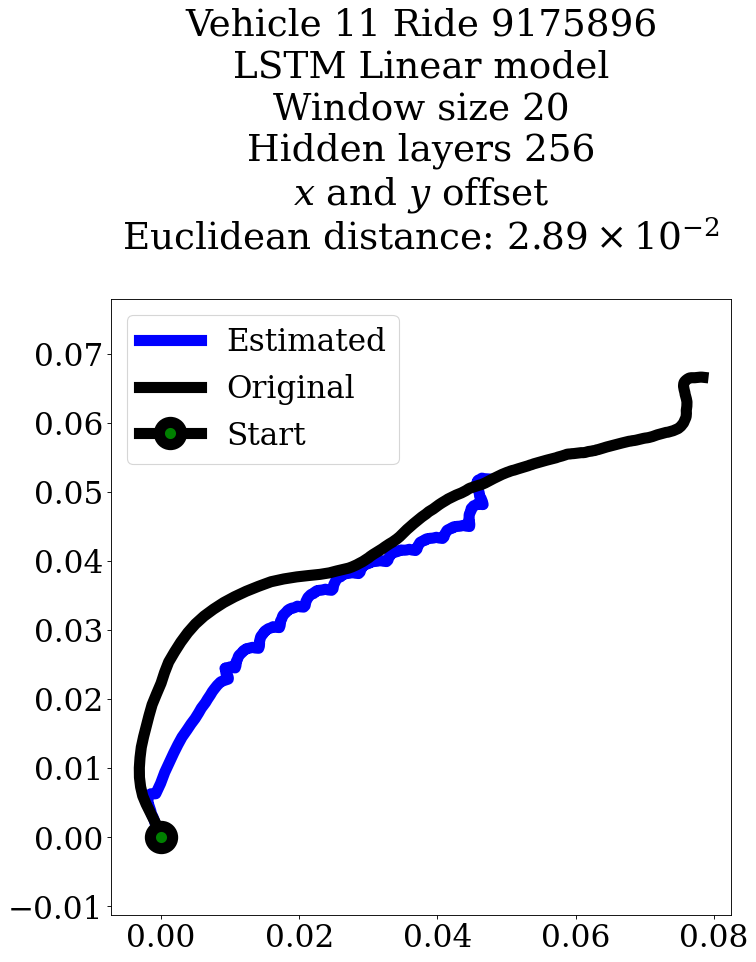 Vehicle 11 Ride 9175896
LSTM Linear model
Window size 20
Hidden layers 256
x and y offset
Euclidean distance: 2.89 × 10⁻²
Estimated
Original
Start
0.07
0.06
0.05
0.04
0.03
0.02
0.01
0.00
−0.01
0.00 0.02 0.04 0.06 0.08